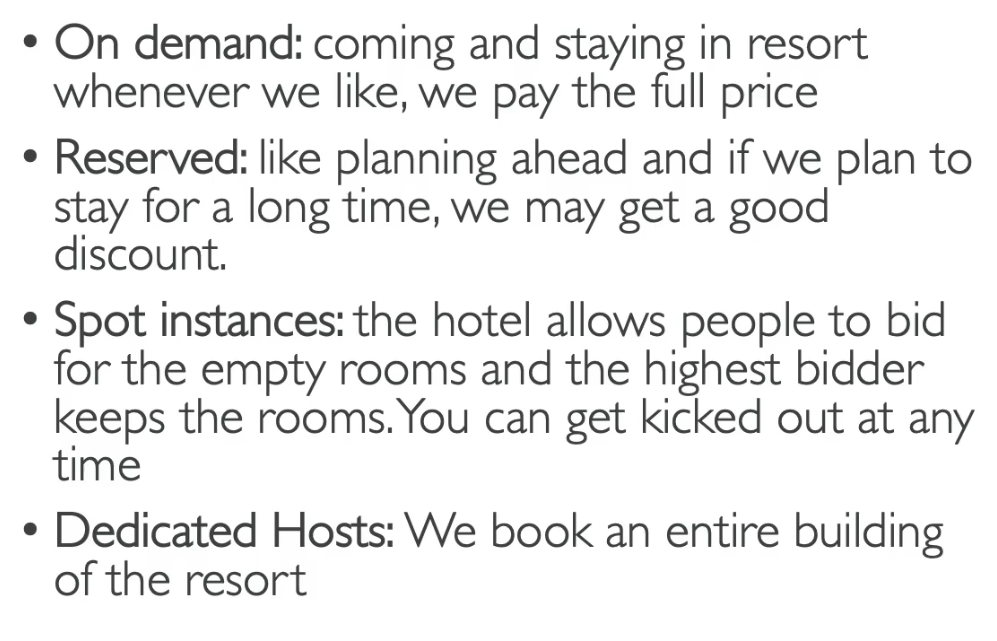 • On demand: coming and staying in resort
whenever we like, we pay the full price
• Reserved: like planning ahead and if we plan to
stay for a long time, we may get a good
discount.
• Spot instances: the hotel allows people to bid
for the empty rooms and the highest bidder
keeps the rooms. You can get kicked out at any
time
• Dedicated Hosts: We book an entire building
of the resort